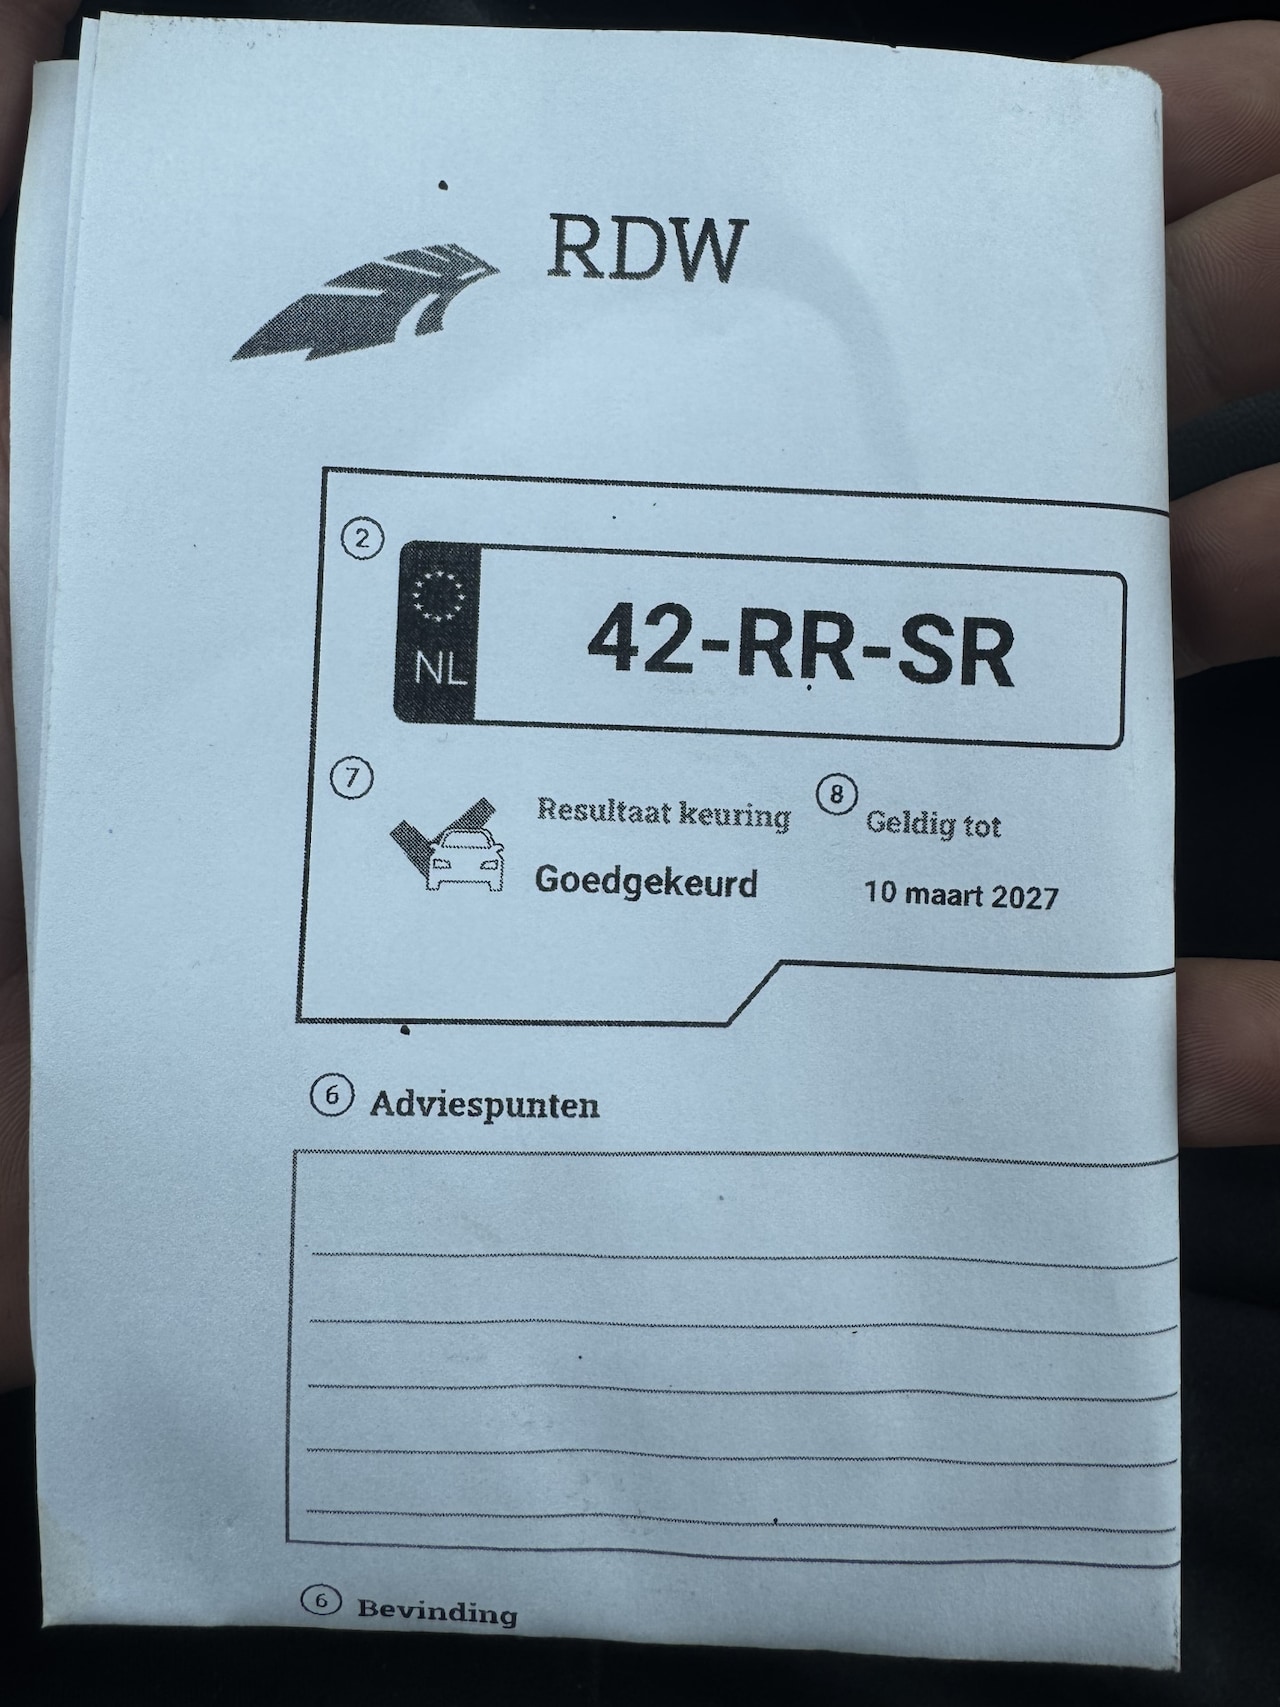 RDW
2
NL
42-RR-SR
7
Resultaat keuring
8
Geldig tot
Goedgekeurd
10 maart 2027
6 Adviespunten
6 Bevinding